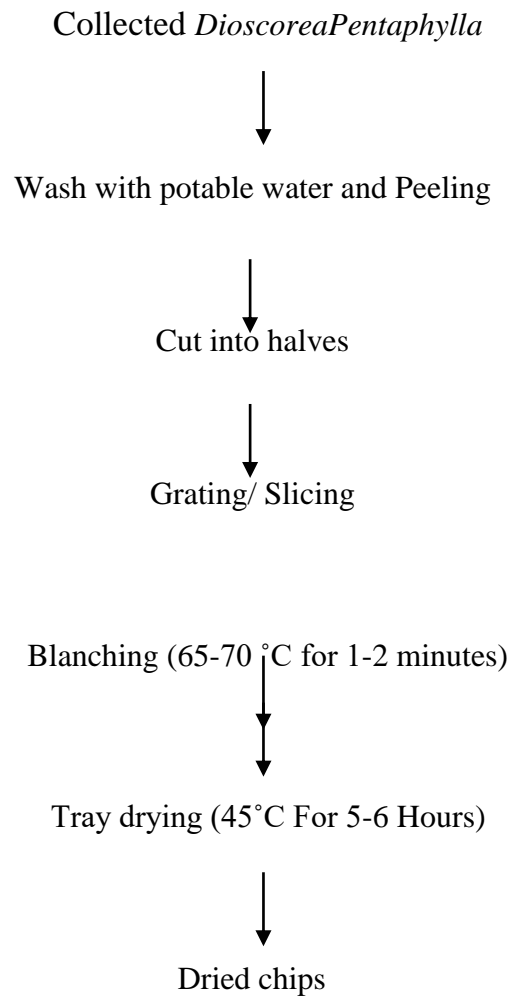 Collected DioscoreaPentaphylla
Wash with potable water and Peeling
Cut into halves
Grating/ Slicing
Blanching (65-70 ˚C for 1-2 minutes)
Tray drying (45˚C For 5-6 Hours)
Dried chips